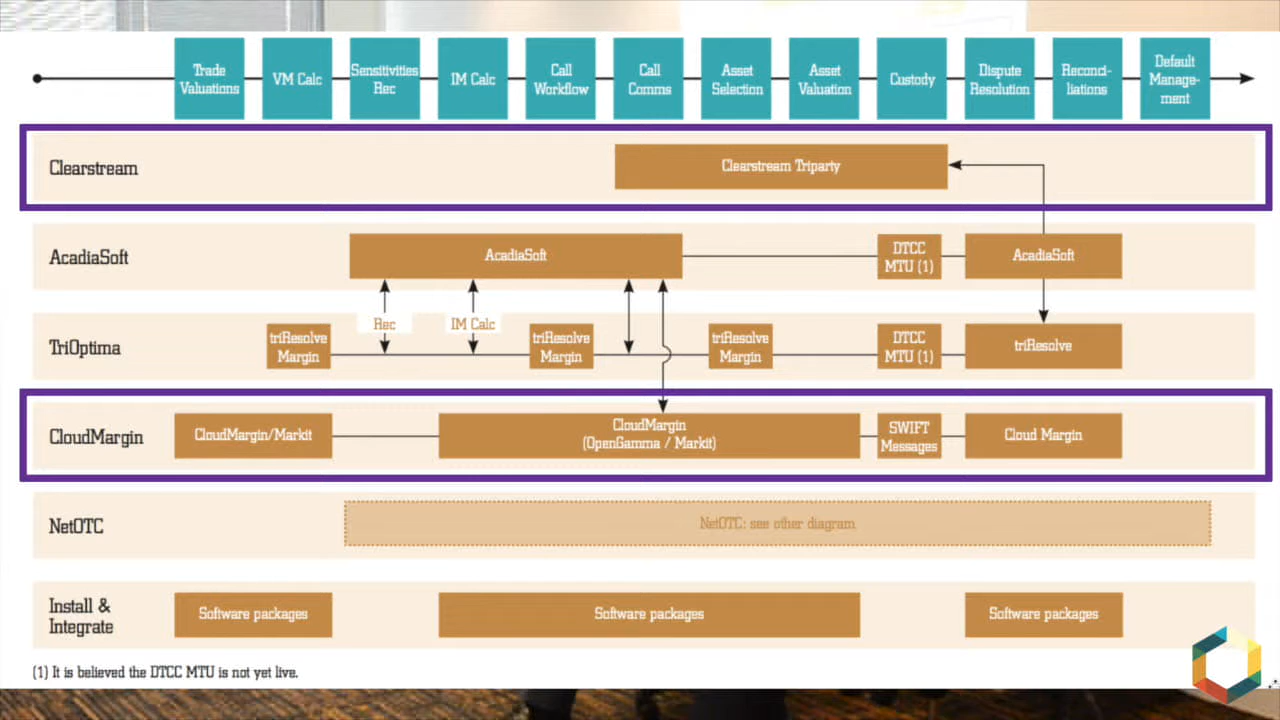 Trade
Valuations
VM Calc
Sensitivities
Rec
IM Calc
Call
Workflow
Call
Comms
Asset
Selection
Asset
Valuation
Custody
Dispute
Resolution
Reconci-
liations
Default
Manage-
ment
Clearstream
Clearstream Triparty
AcadiaSoft
AcadiaSoft
DTCC
MTU (1)
AcadiaSoft
Rec
IM Calc
TriOptima
triResolve
Margin
triResolve
Margin
triResolve
Margin
DTCC
MTU (1)
triResolve
CloudMargin
CloudMargin/Markit
CloudMargin
(OpenGamma / Markit)
SWIFT
Messages
Cloud Margin
NetOTC
NetOTC: see other diagram
Install &
Integrate
Software packages
Software packages
Software packages
(1) It is believed the DTCC MTU is not yet live.